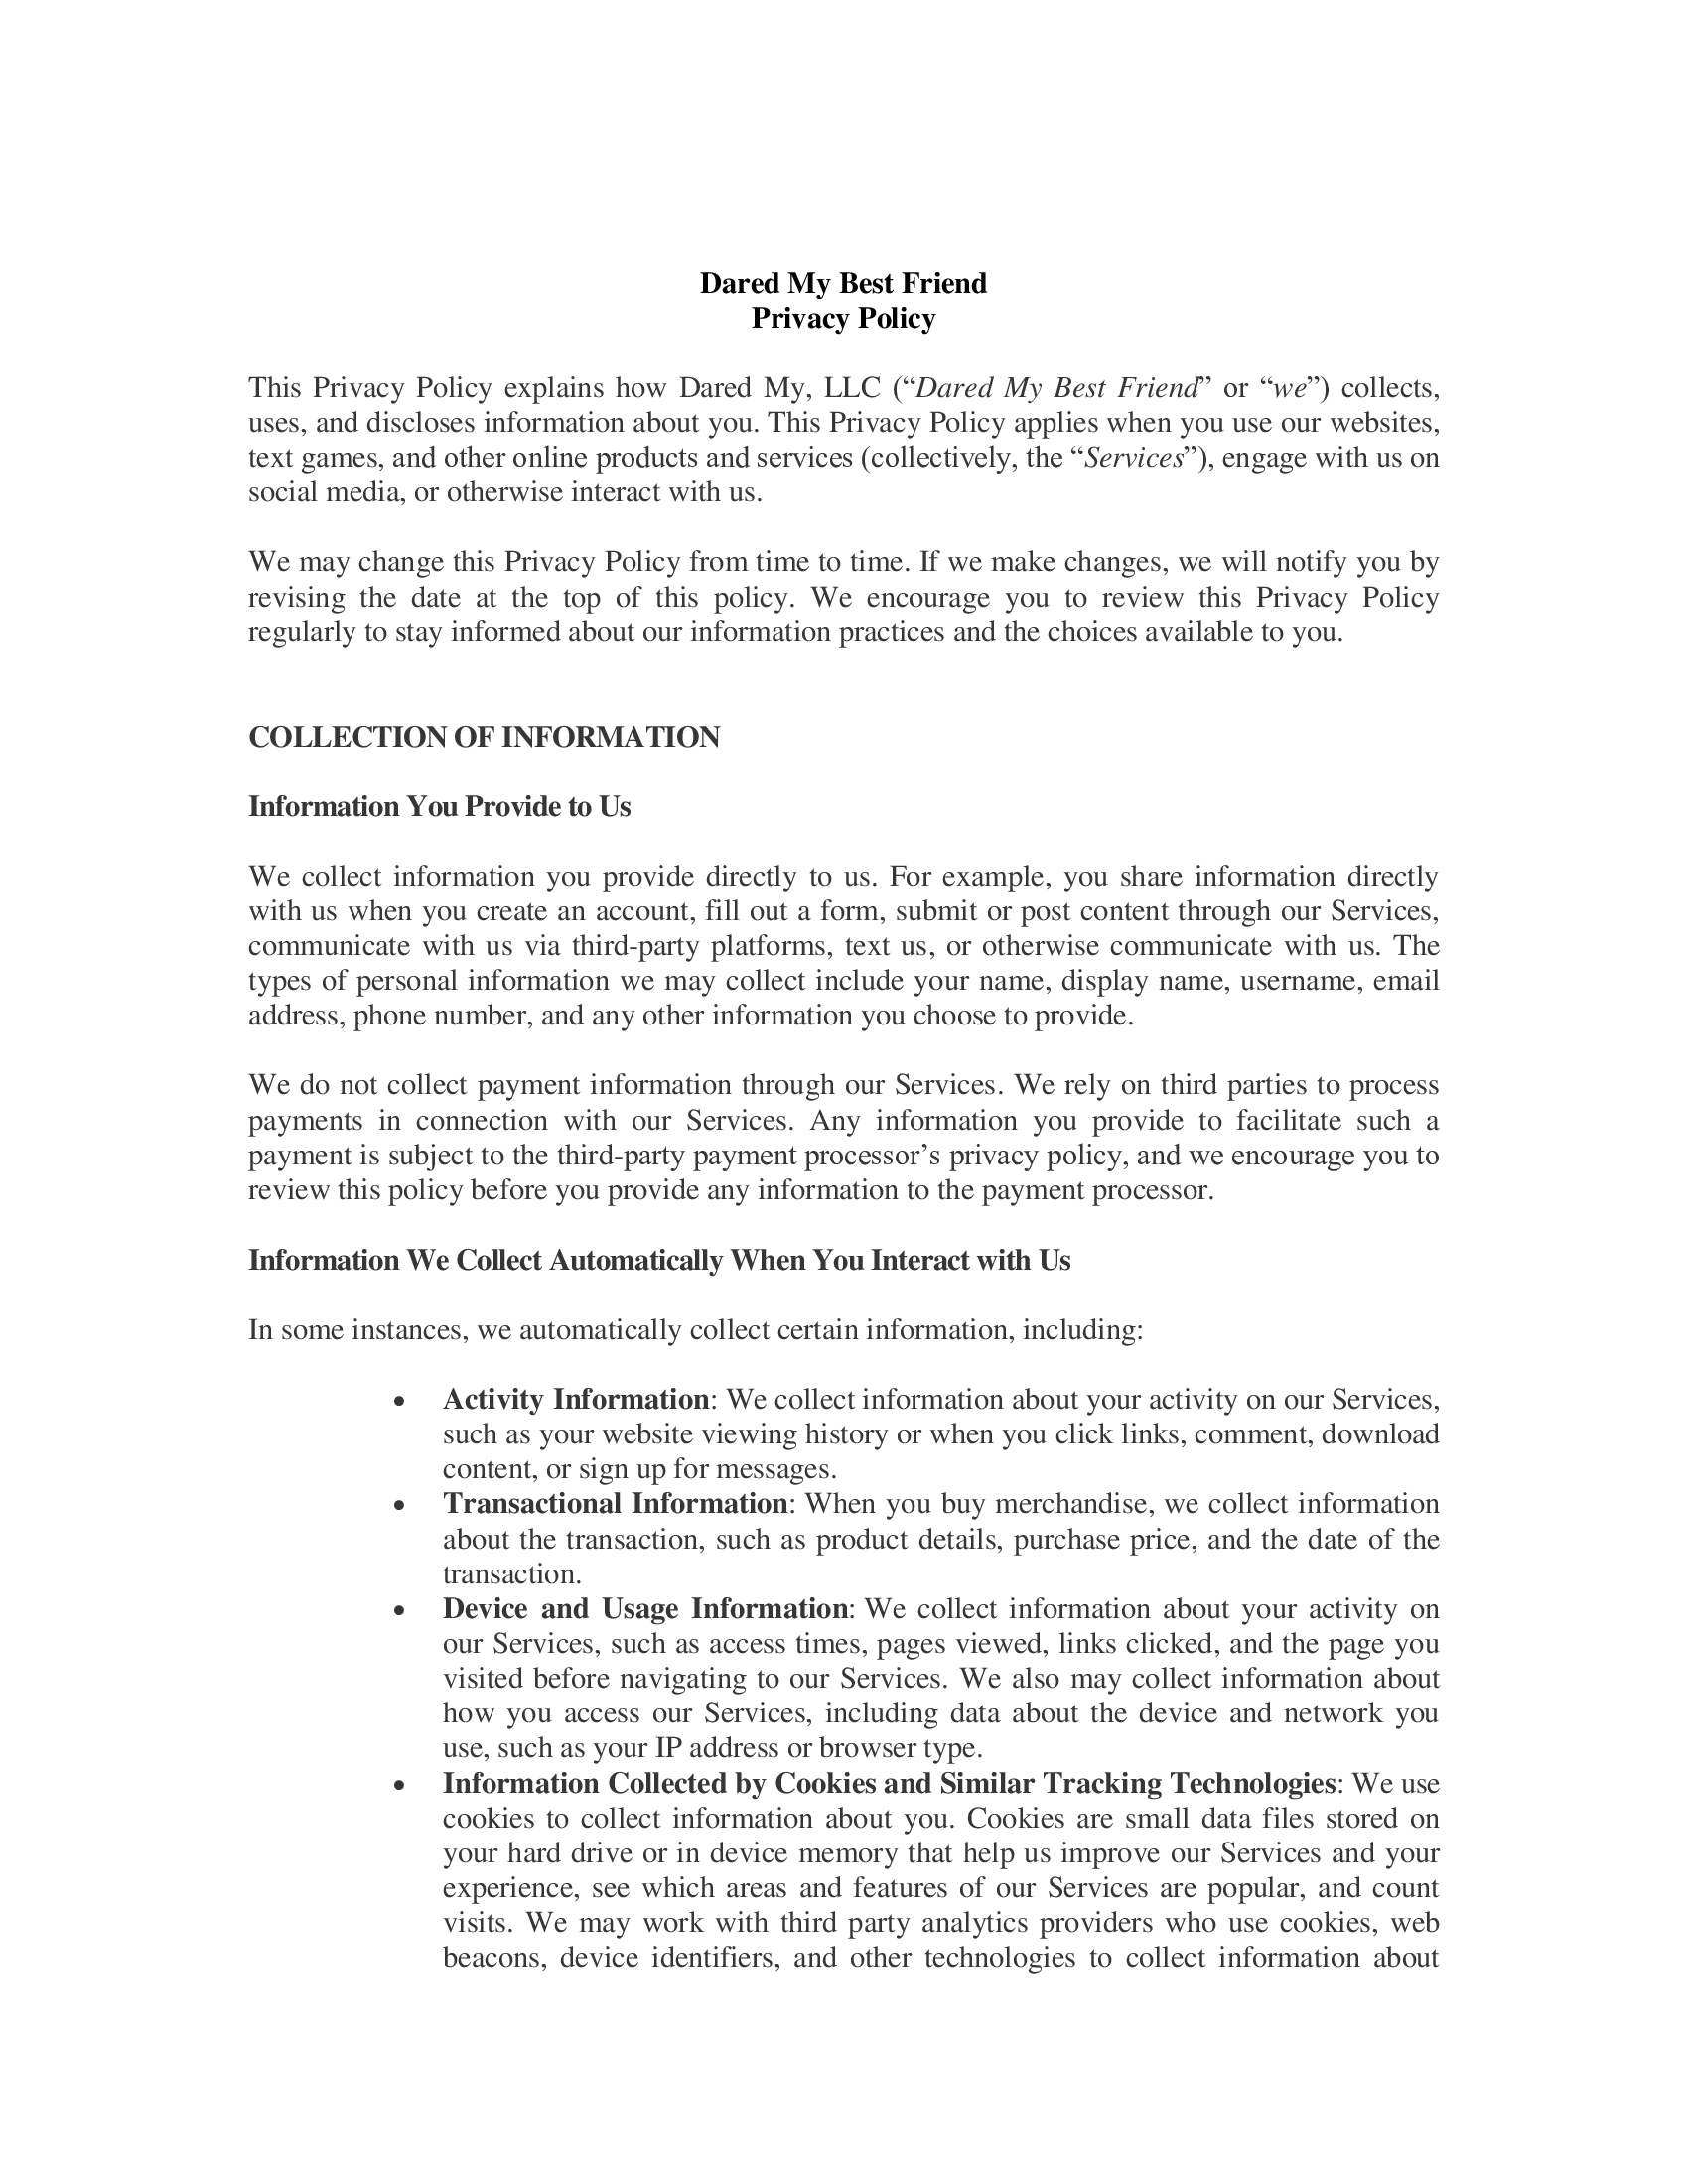 Dared My Best Friend
Privacy Policy
This Privacy Policy explains how Dared My, LLC (“Dared My Best Friend” or “we”) collects,
uses, and discloses information about you. This Privacy Policy applies when you use our websites,
text games, and other online products and services (collectively, the “Services”), engage with us on
social media, or otherwise interact with us.
We may change this Privacy Policy from time to time. If we make changes, we will notify you by
revising the date at the top of this policy. We encourage you to review this Privacy Policy
regularly to stay informed about our information practices and the choices available to you.
COLLECTION OF INFORMATION
Information You Provide to Us
We collect information you provide directly to us. For example, you share information directly
with us when you create an account, fill out a form, submit or post content through our Services,
communicate with us via third-party platforms, text us, or otherwise communicate with us. The
types of personal information we may collect include your name, display name, username, email
address, phone number, and any other information you choose to provide.
We do not collect payment information through our Services. We rely on third parties to process
payments in connection with our Services. Any information you provide to facilitate such a
payment is subject to the third-party payment processor’s privacy policy, and we encourage you to
review this policy before you provide any information to the payment processor.
Information We Collect Automatically When You Interact with Us
In some instances, we automatically collect certain information, including:
• Activity Information: We collect information about your activity on our Services,
such as your website viewing history or when you click links, comment, download
content, or sign up for messages.
• Transactional Information: When you buy merchandise, we collect information
about the transaction, such as product details, purchase price, and the date of the
transaction.
• Device and Usage Information: We collect information about your activity on
our Services, such as access times, pages viewed, links clicked, and the page you
visited before navigating to our Services. We also may collect information about
how you access our Services, including data about the device and network you
use, such as your IP address or browser type.
• Information Collected by Cookies and Similar Tracking Technologies: We use
cookies to collect information about you. Cookies are small data files stored on
your hard drive or in device memory that help us improve our Services and your
experience, see which areas and features of our Services are popular, and count
visits. We may work with third party analytics providers who use cookies, web
beacons, device identifiers, and other technologies to collect information about